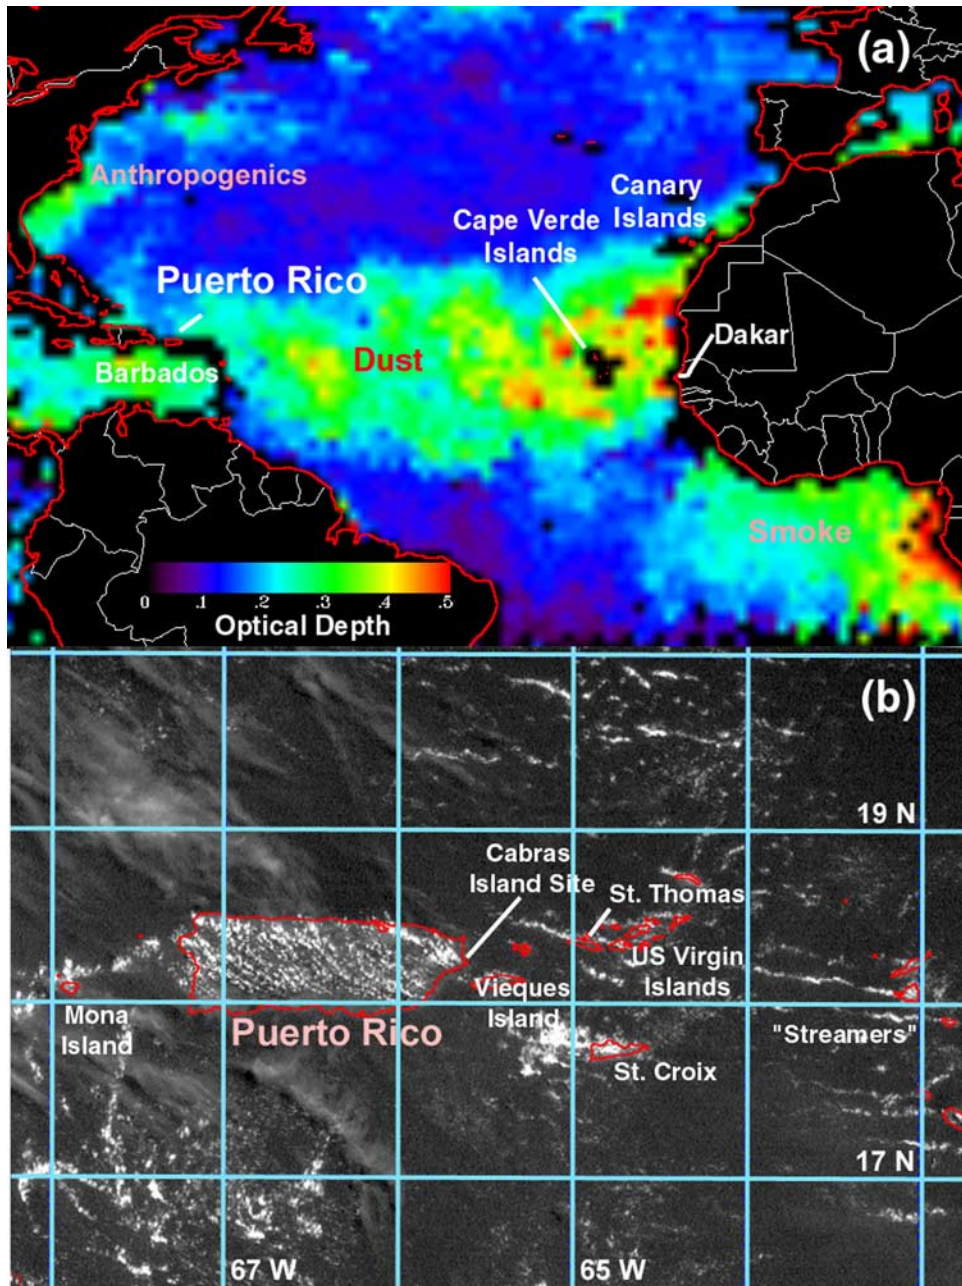 (a)
Anthropogenics
Canary
Islands
Cape Verde
Islands
Puerto Rico
Dakar
Dust
Barbados
Smoke
0 .1 .2 .3 .4 .5
Optical Depth
(b)
19 N
Cabras
Island Site
St. Thomas
US Virgin
Islands
Vieques
Island
Mona
Island
Puerto Rico
"Streamers"
St. Croix
17 N
67 W
65 W